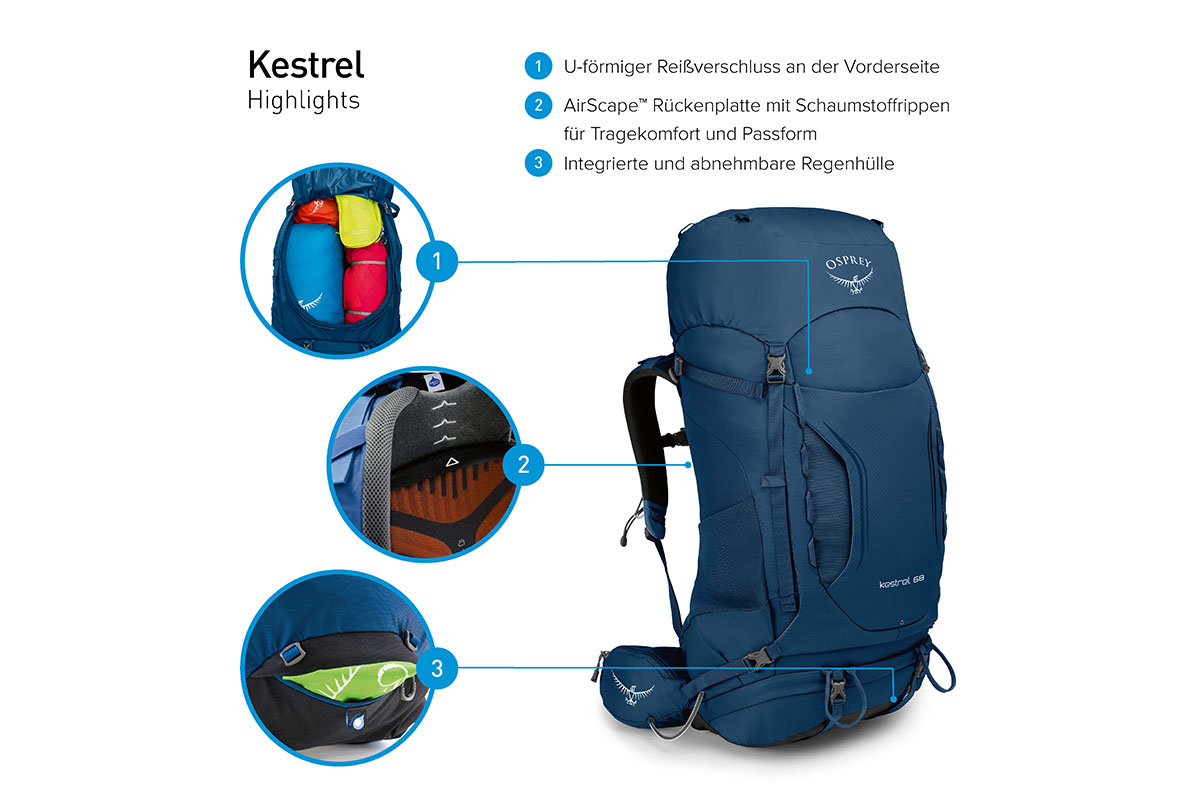 Kestrel
Highlights
1 U-förmiger Reißverschluss an der Vorderseite
2 AirScape™ Rückenplatte mit Schaumstoffrippen
für Tragekomfort und Passform
3 Integrierte und abnehmbare Regenhülle
1
OSPREY
2
kestrel 68
3